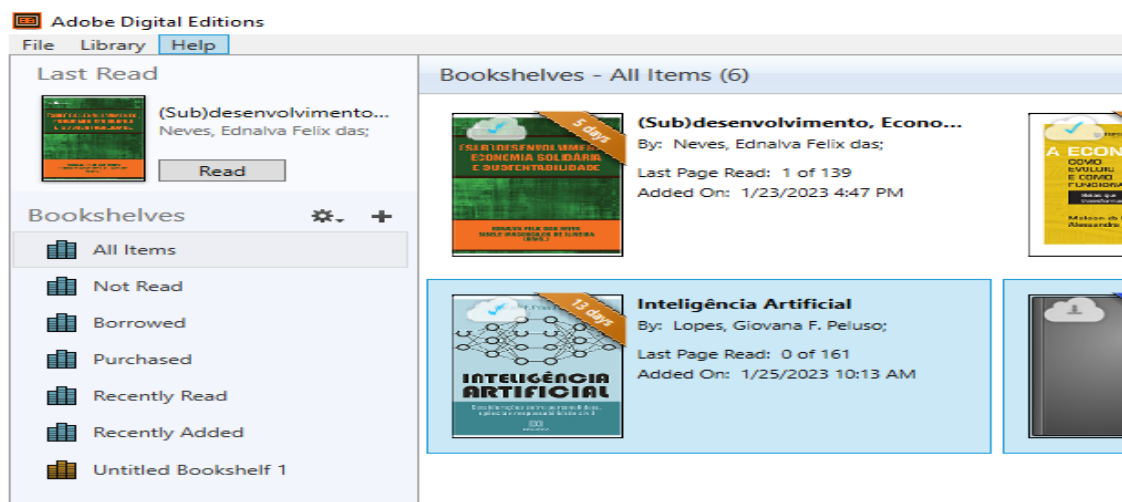 Adobe Digital Editions
File Library Help
Last Read
(Sub)desenvolvimento...
Neves, Ednalva Felix das;
Read
Bookshelves
All Items
Not Read
Borrowed
Purchased
Recently Read
Recently Added
Untitled Bookshelf 1
Bookshelves - All Items (6)
5 days
(SUB)DESENVOLVIMEN
ECONOMIA SOLIDÁRIA
E SUSTENTABILIDADE
(Sub)desenvolvimento, Econo...
By: Neves, Ednalva Felix das;
Last Page Read: 1 of 139
Added On: 1/23/2023 4:47 PM
A ECON
COMO
EVOLUIU
E COMO
FUNCIONA
13 days
INTELIGÊNCIA
ARTIFICIAL
Inteligência Artificial
By: Lopes, Giovana F. Peluso;
Last Page Read: 0 of 161
Added On: 1/25/2023 10:13 AM